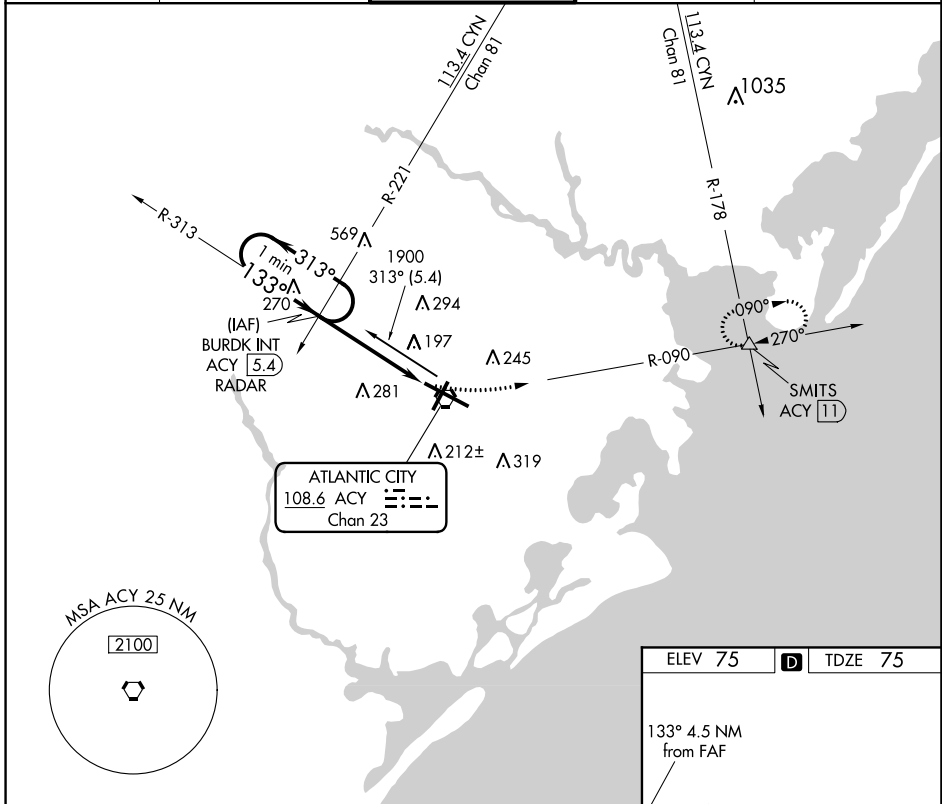 113.4 CYN
Chan 81
113.4 CYN
Chan 81
1035
R-221
R-178
R-313
569
1900
313° (5.4)
313°
1 min
133°
270
294
090°
(IAF)
BURDK INT
ACY 5.4
RADAR
197
245
R-090
270°
281
SMITS
ACY 11
212±
319
ATLANTIC CITY
108.6 ACY
Chan 23
MSA ACY 25 NM
2100
ELEV 75 D TDZE 75
133° 4.5 NM
from FAF